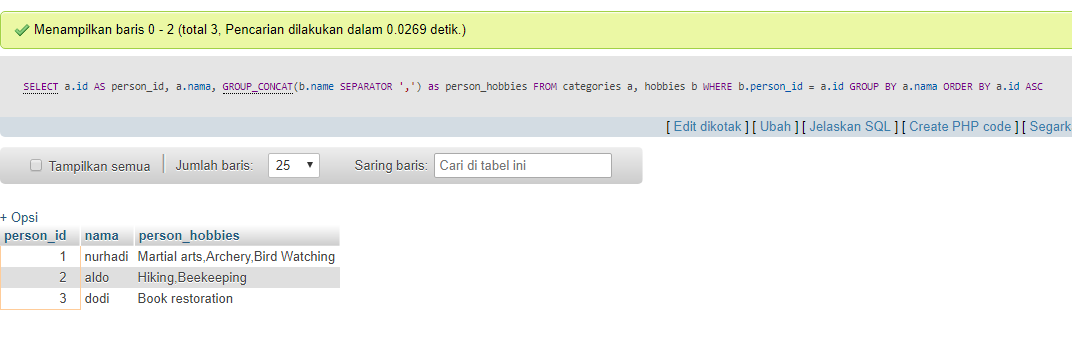 Menampilkan baris 0 - 2 (total 3, Pencarian dilakukan dalam 0.0269 detik.)
SELECT a.id AS person_id, a.nama, GROUP_CONCAT(b.name SEPARATOR ',') as person_hobbies FROM categories a, hobbies b WHERE b.person_id = a.id GROUP BY a.nama ORDER BY a.id ASC
[ Edit dikotak ] [ Ubah ] [ Jelaskan SQL ] [ Create PHP code ] [ Segark
Tampilkan semua | Jumlah baris: 25 Saring baris: Cari di tabel ini
+ Opsi
person_id nama person_hobbies
1 nurhadi Martial arts,Archery,Bird Watching
2 aldo Hiking,Beekeeping
3 dodi Book restoration